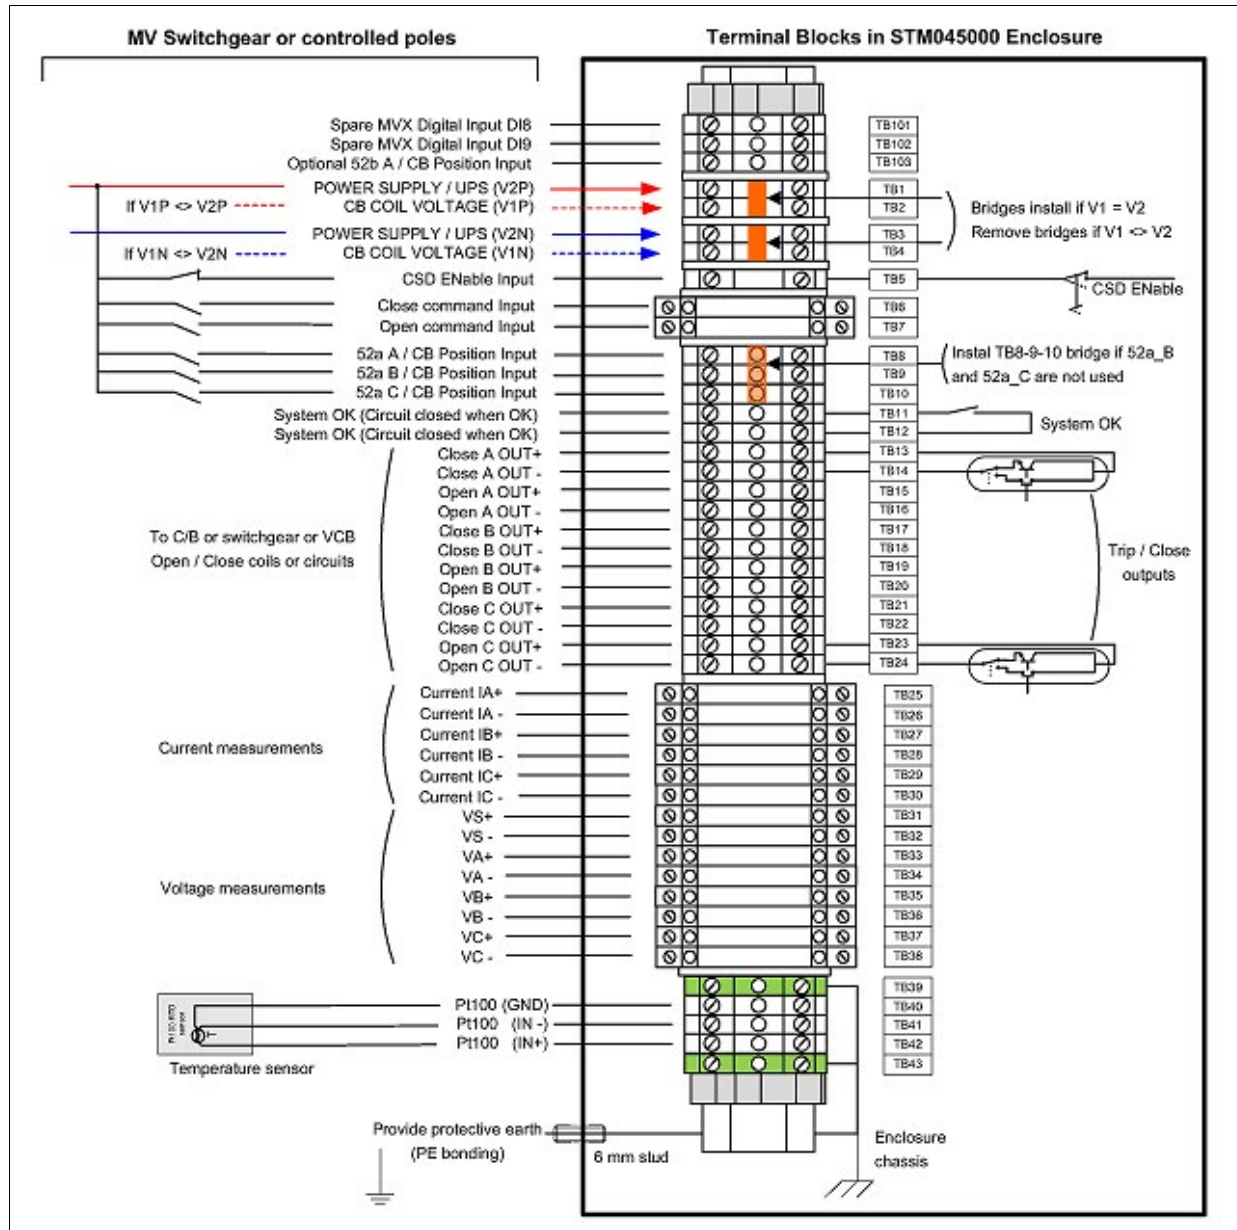 MV Switchgear or controlled poles
Terminal Blocks in STM045000 Enclosure
Spare MVX Digital Input DI8
TB101
Spare MVX Digital Input DI9
TB102
Optional 52b A / CB Position Input
TB103
POWER SUPPLY / UPS (V2P)
TB1
If V1P <> V2P
CB COIL VOLTAGE (V1P)
TB2
Bridges install if V1 = V2
Remove bridges if V1 <> V2
POWER SUPPLY / UPS (V2N)
TB3
If V1N <> V2N
CB COIL VOLTAGE (V1N)
TB4
CSD ENable Input
TB5
CSD ENable
Close command Input
TB6
Open command Input
TB7
52a A / CB Position Input
TB8
Instal TB8-9-10 bridge if 52a_B
and 52a_C are not used
52a B / CB Position Input
TB9
52a C / CB Position Input
TB10
System OK (Circuit closed when OK)
TB11
System OK
System OK (Circuit closed when OK)
TB12
Close A OUT+
TB13
Close A OUT -
TB14
Open A OUT+
TB15
Open A OUT -
TB16
Close B OUT+
TB17
Close B OUT -
TB18
Open B OUT+
TB19
Open B OUT -
TB20
Close C OUT+
TB21
Close C OUT -
TB22
Open C OUT+
TB23
Open C OUT -
TB24
To C/B or switchgear or VCB
Open / Close coils or circuits
Trip / Close
outputs
Current IA+
TB25
Current IA -
TB26
Current IB+
TB27
Current IB -
TB28
Current IC+
TB29
Current IC -
TB30
Current measurements
VS+
TB31
VS -
TB32
VA+
TB33
VA -
TB34
VB+
TB35
VB -
TB36
VC+
TB37
VC -
TB38
Voltage measurements
TB39
Pt100 (GND)
TB40
Pt100 (IN -)
TB41
Pt100 (IN+)
TB42
TB43
Pt100 RTD
sensor
Temperature sensor
Provide protective earth
(PE bonding)
6 mm stud
Enclosure
chassis